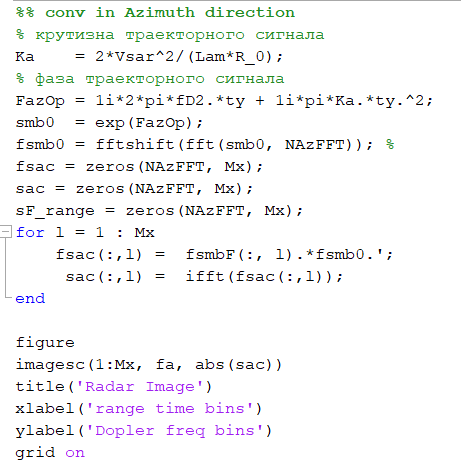 %% conv in Azimuth direction
% крутизна траекторного сигнала
Ka    = 2*Vsar^2/(Lam*R_0);
% фаза траекторного сигнала
FazOp = 1i*2*pi*fD2.*ty + 1i*pi*Ka.*ty.^2;
smb0  = exp(FazOp);
fsmb0 = fftshift(fft(smb0, NAzFFT)); %
fsac = zeros(NAzFFT, Mx);
sac = zeros(NAzFFT, Mx);
sF_range = zeros(NAzFFT, Mx);
for l = 1 : Mx
    fsac(:,l) =  fsmbF(:, l).*fsmb0.';
     sac(:,l) =  ifft(fsac(:,l));
end

figure
imagesc(1:Mx, fa, abs(sac))
title('Radar Image')
xlabel('range time bins')
ylabel('Dopler freq bins')
grid on